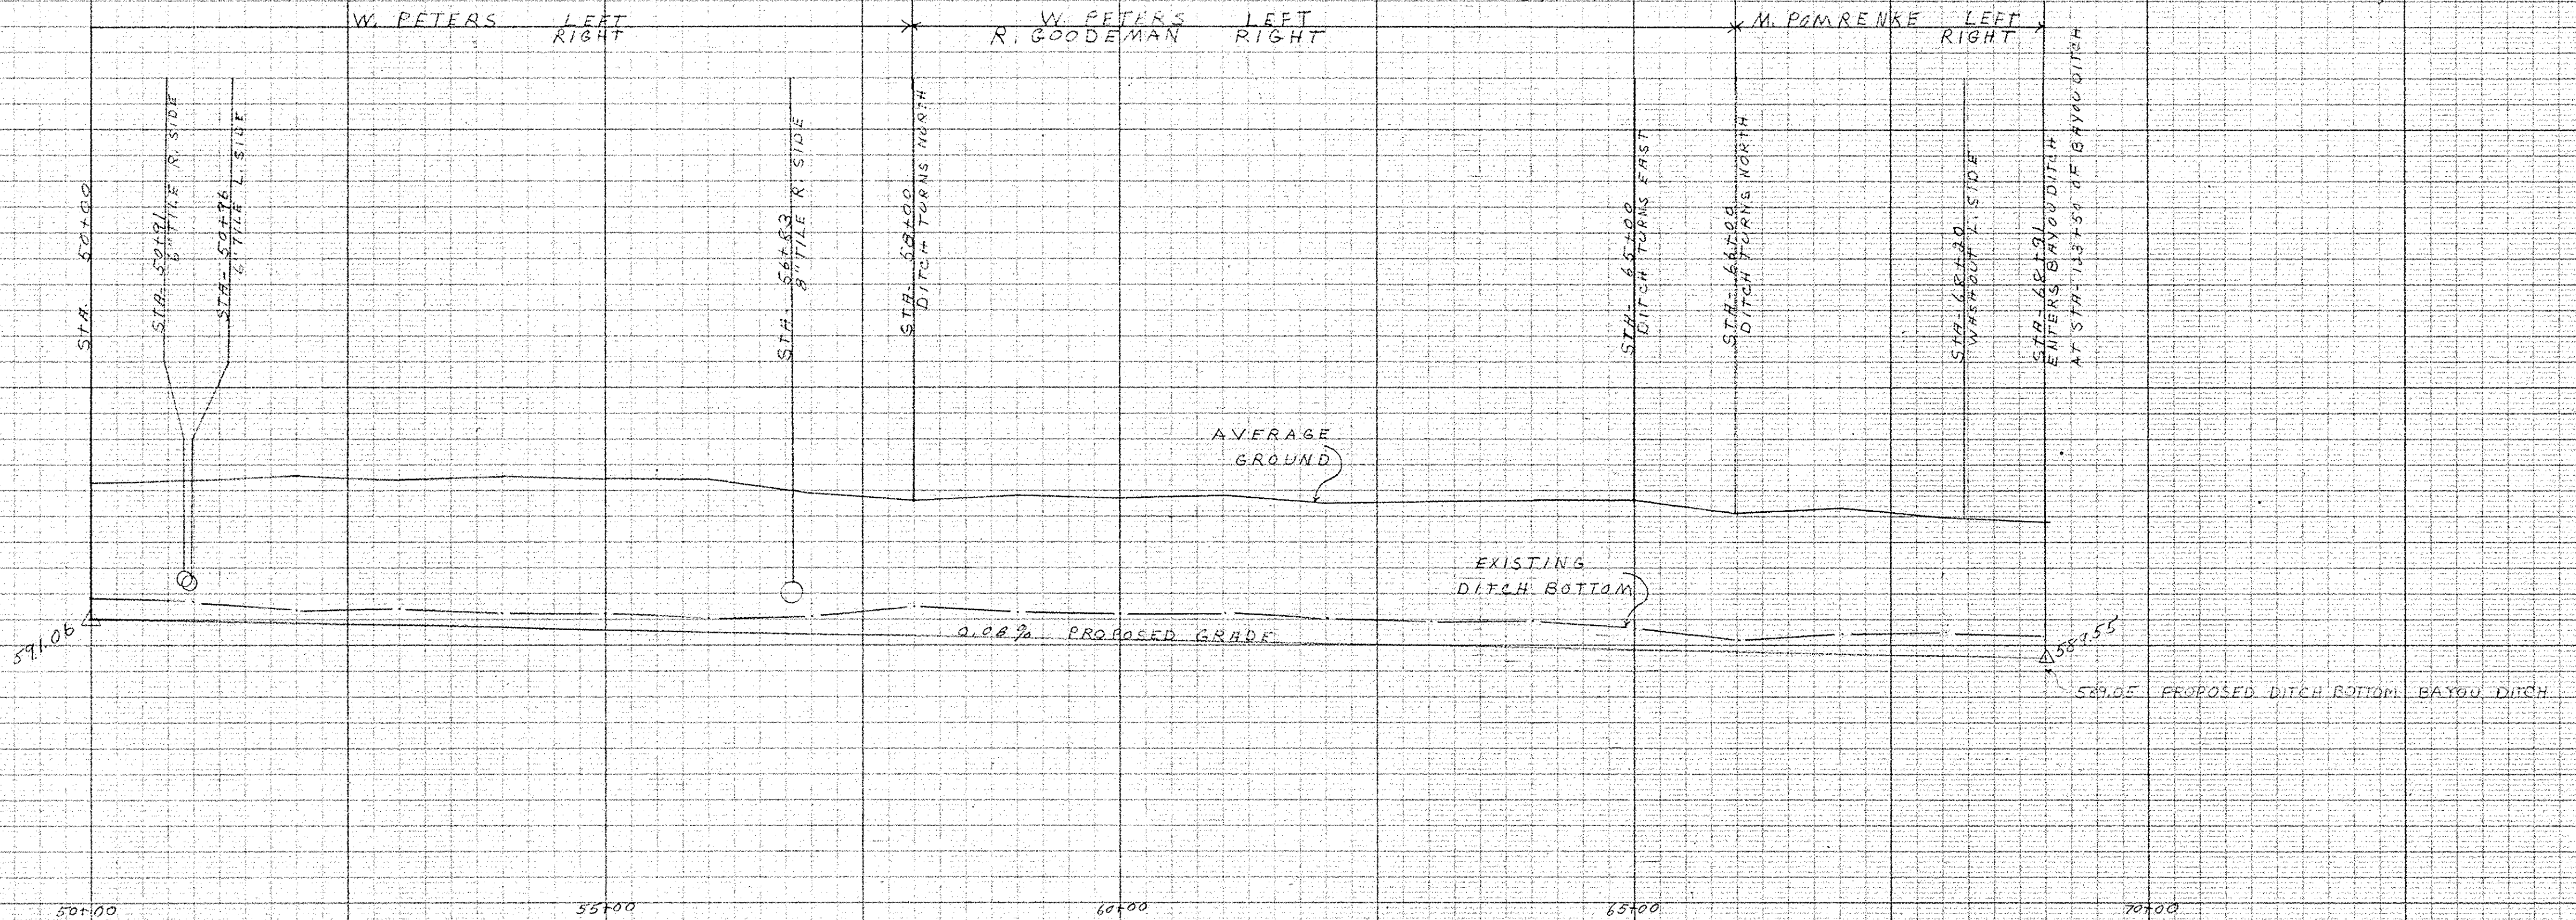 W. PETERS LEFT
RIGHT
W. PETERS LEFT
R. GOODEMAN RIGHT
M. POMRENKE LEFT
RIGHT
STA. 50+00
STA- 50+91
6" TILE R. SIDE
STA- 50+96
6" TILE L. SIDE
STA- 56+83
8" TILE R. SIDE
STA- 58+00
DITCH TURNS NORTH
STA- 65+00
DITCH TURNS EAST
STA- 66+00
DITCH TURNS NORTH
STA- 68+20
WASHOUT L. SIDE
STA- 68+91
ENTERS BAYOU DITCH
AT STA-123+50 OF BAYOU DITCH
AVERAGE
GROUND
EXISTING
DITCH BOTTOM
591.06
0.08% PROPOSED GRADE
589.55
589.05 PROPOSED DITCH BOTTOM BAYOU DITCH
50+00
55+00
60+00
65+00
70+00